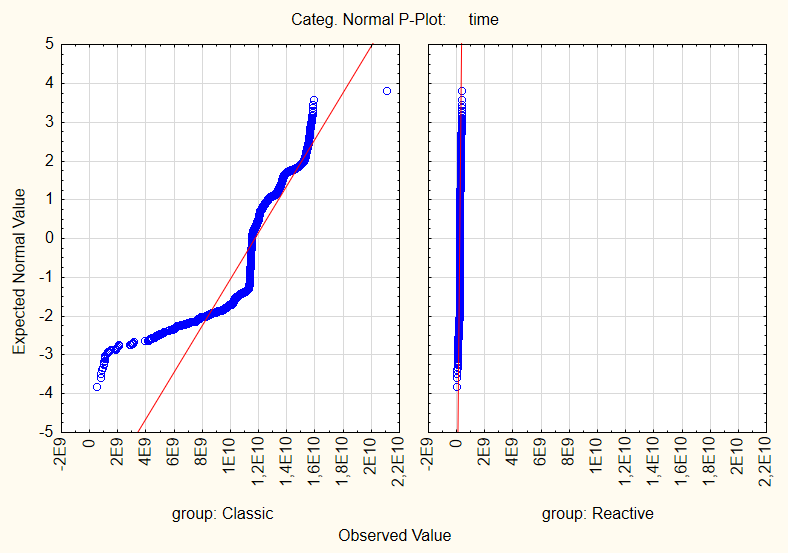 Categ. Normal P-Plot: time
5
4
3
2
1
0
-1
-2
-3
-4
-5
Expected Normal Value
-2E9 0 2E9 4E9 6E9 8E9 1E10 1,2E10 1,4E10 1,6E10 1,8E10 2E10 2,2E10
-2E9 0 2E9 4E9 6E9 8E9 1E10 1,2E10 1,4E10 1,6E10 1,8E10 2E10 2,2E10
group: Classic
group: Reactive
Observed Value